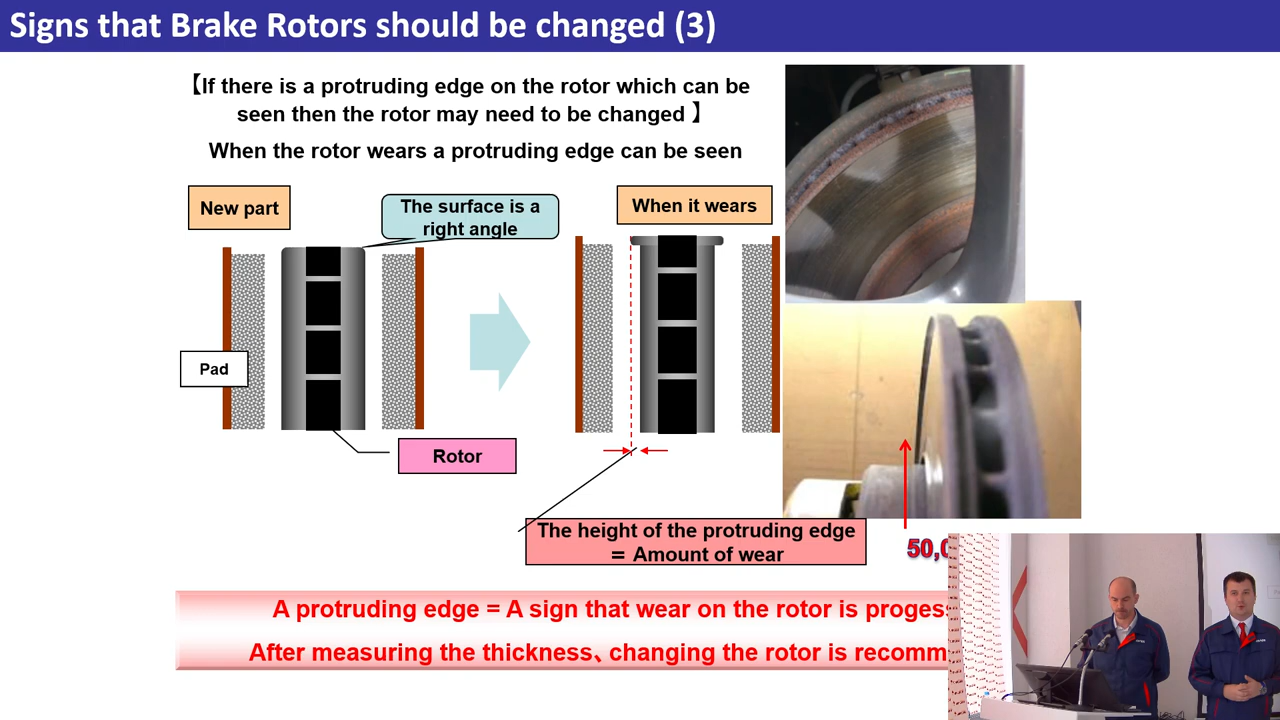 Signs that Brake Rotors should be changed (3)
【If there is a protruding edge on the rotor which can be
seen then the rotor may need to be changed 】
When the rotor wears a protruding edge can be seen
New part
The surface is a
right angle
When it wears
Pad
Rotor
The height of the protruding edge
= Amount of wear
50,0
A protruding edge = A sign that wear on the rotor is proges
After measuring the thickness、changing the rotor is recomm